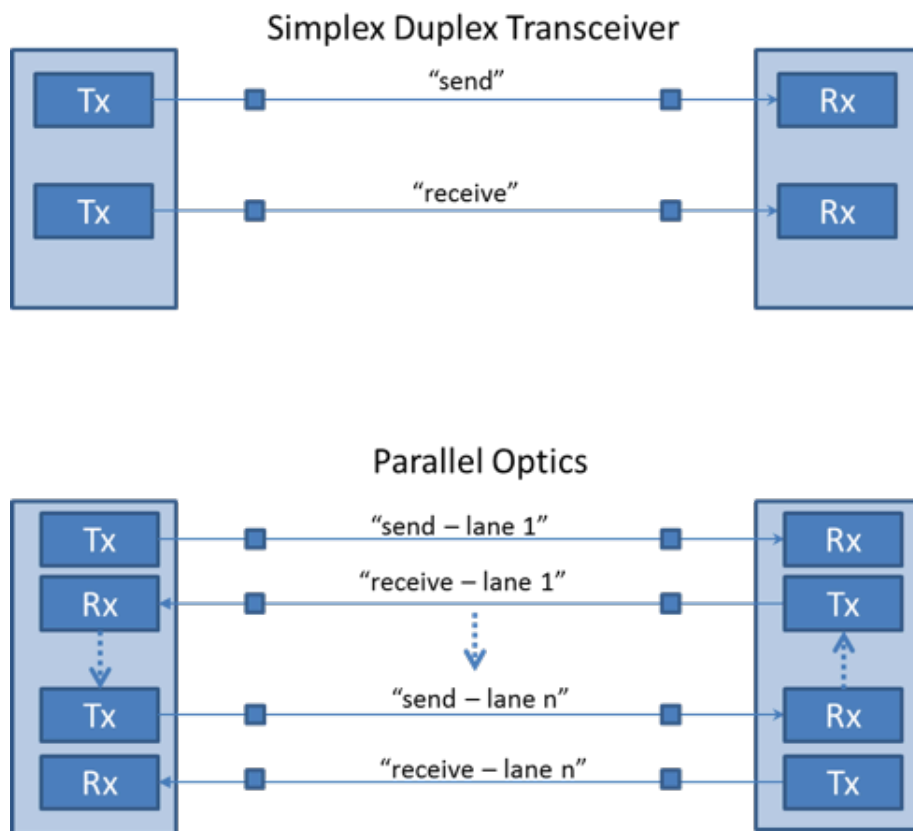 Simplex Duplex Transceiver
Tx “send” Rx
Tx “receive” Rx
Parallel Optics
Tx “send – lane 1” Rx
Rx “receive – lane 1” Tx
Tx “send – lane n” Rx
Rx “receive – lane n” Tx